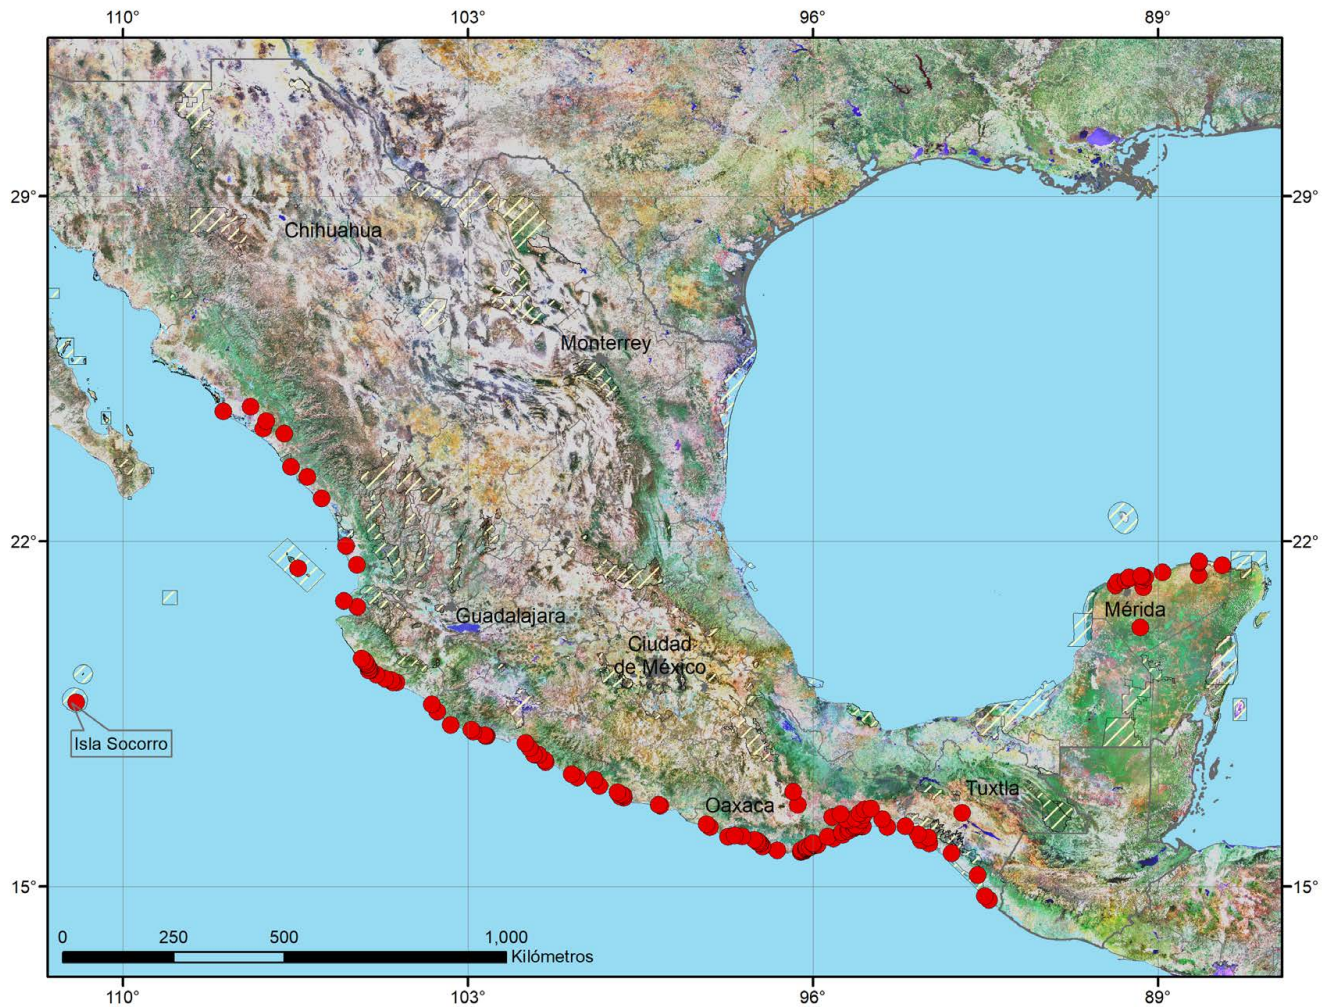 110°
103°
96°
89°
29°
29°
Chihuahua
Monterrey
22°
22°
Mérida
Guadalajara
Ciudad
de México
Isla Socorro
Tuxtla
Oaxaca
15°
15°
0
250
500
1,000
Kilómetros
110°
103°
96°
89°